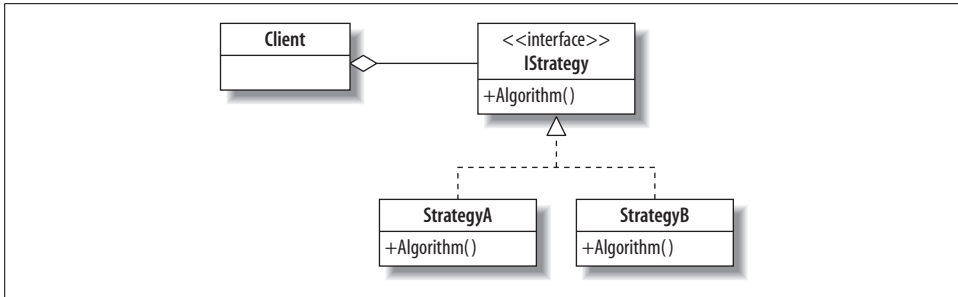 Client
<<interface>>
IStrategy
+Algorithm()
StrategyA
+Algorithm()
StrategyB
+Algorithm()